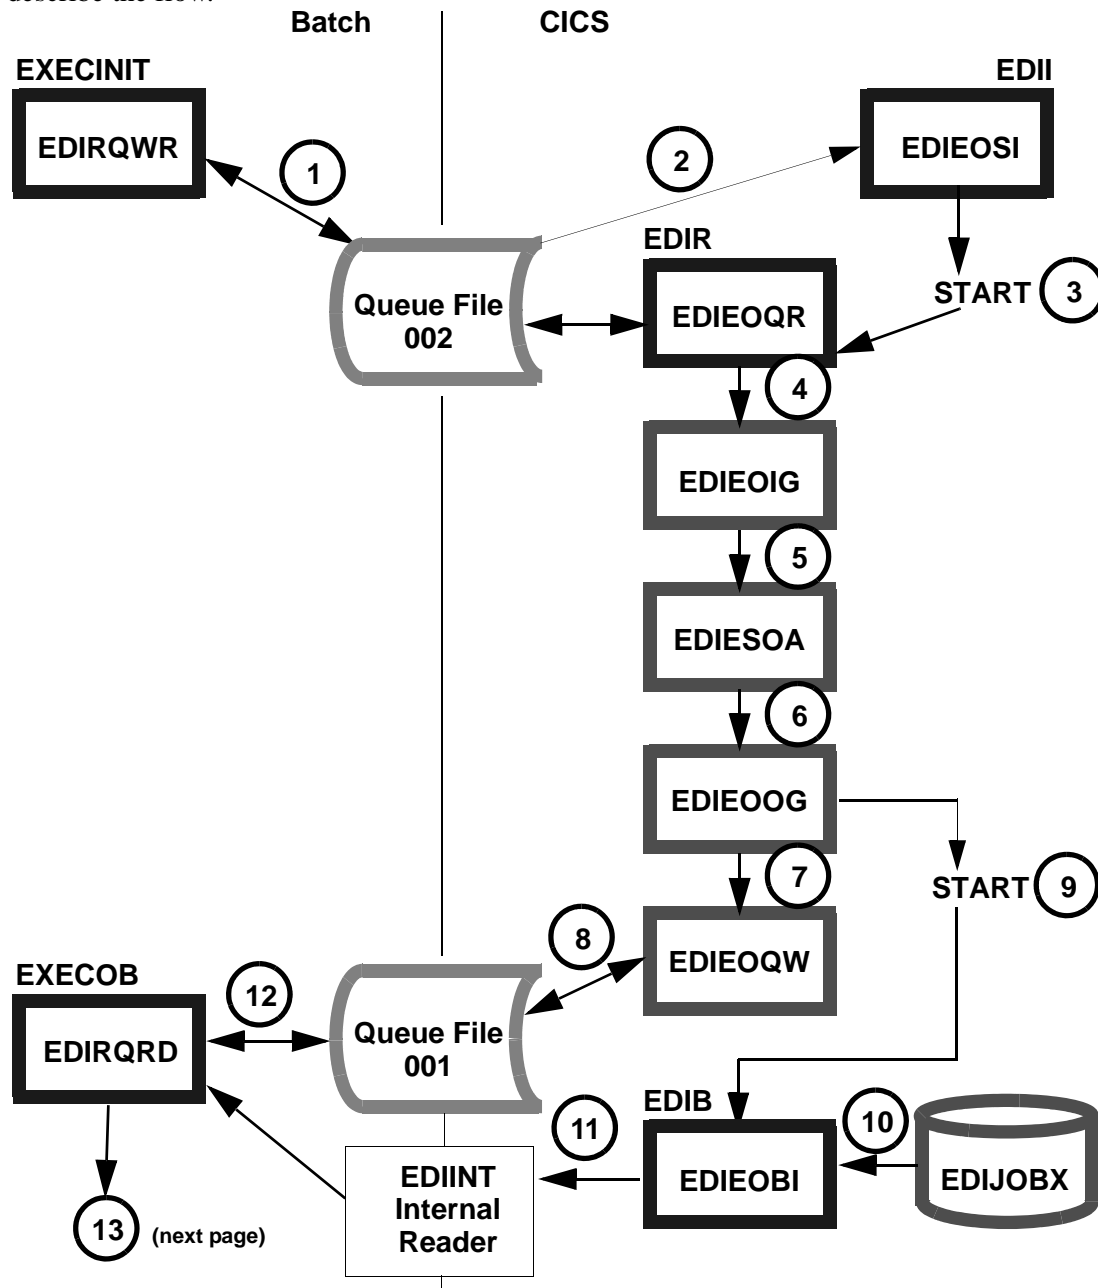 describe the flow.
Batch
CICS
EXECINIT
EDII
EDIRQWR
1
2
EDIEOSI
EDIR
START
3
Queue File
002
EDIEOQR
4
EDIEOIG
5
EDIESOA
6
EDIEOOG
7
START
9
8
EDIEOQW
EXECOB
12
EDIRQRD
Queue File
001
EDIB
11
10
EDIINT
Internal
Reader
EDIEOBI
EDIJOBX
13
(next page)